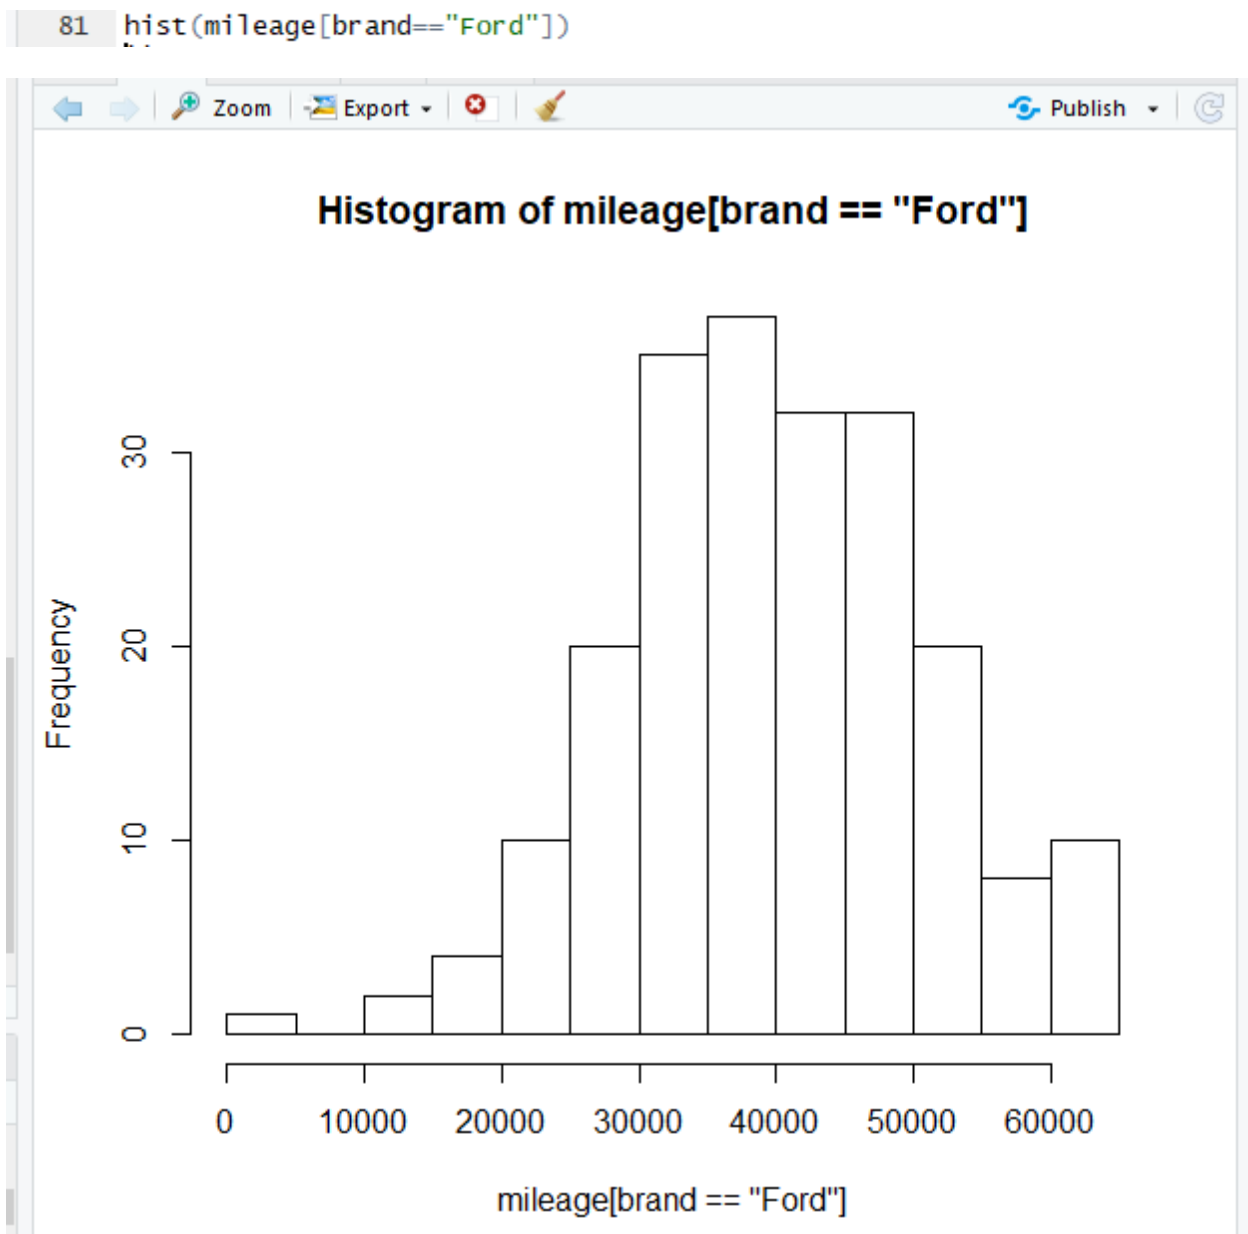 81 hist(mileage[brand=="Ford"])
Zoom Export Publish
Histogram of mileage[brand == "Ford"]
30
20
10
0
Frequency
0 10000 20000 30000 40000 50000 60000
mileage[brand == "Ford"]